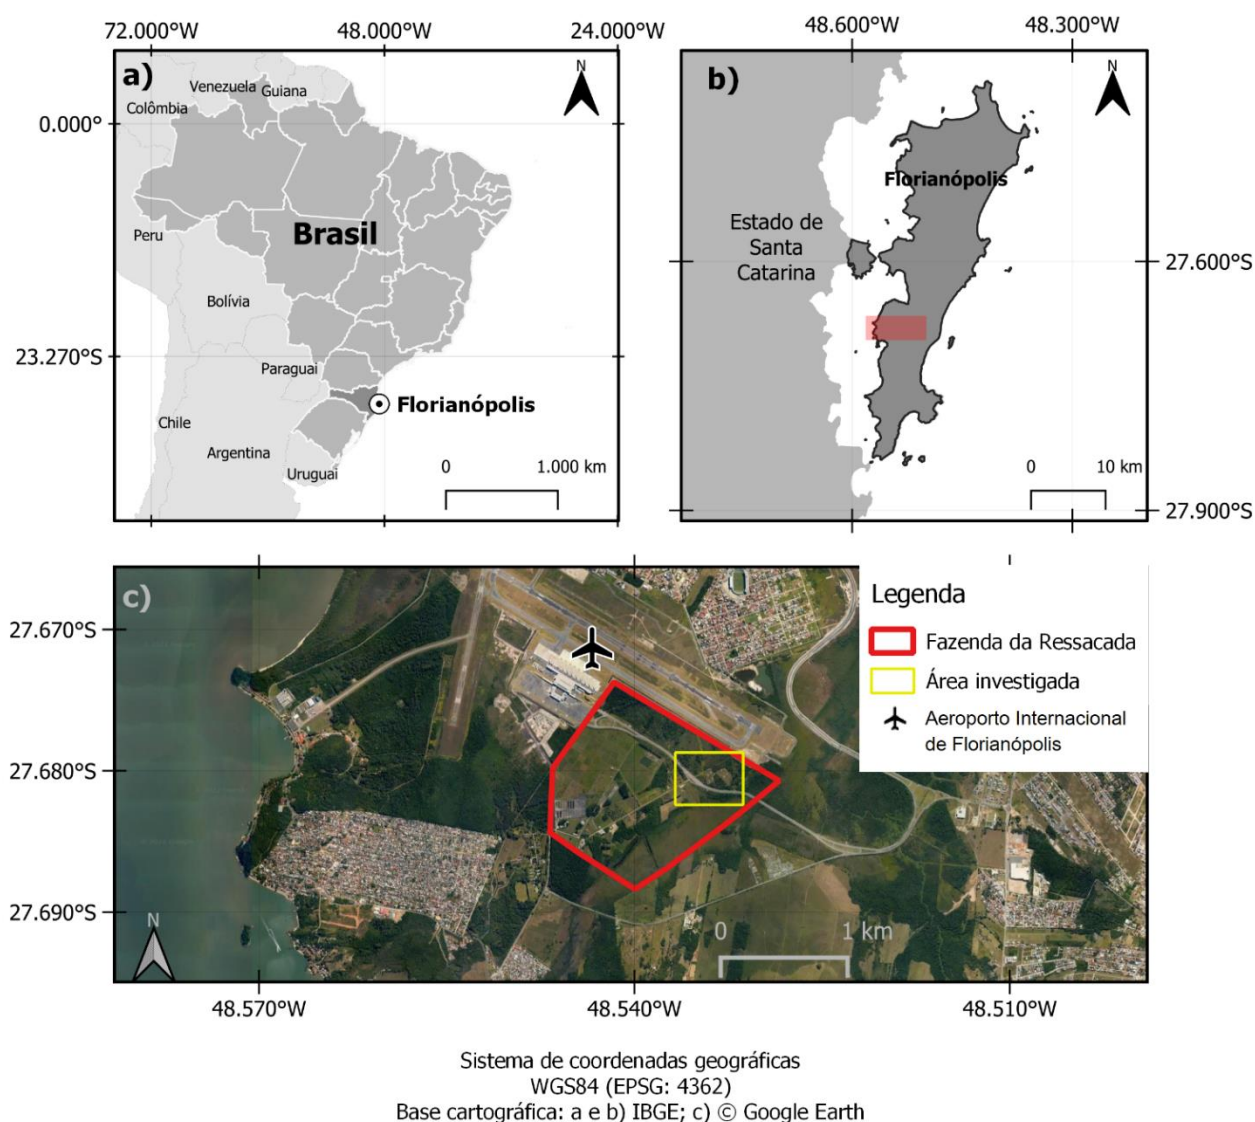 72.000°W 48.000°W 24.000°W
a)
N
Venezuela
Guiana
Colômbia
0.000°
Brasil
Peru
Bolívia
23.270°S
Paraguai
Florianópolis
Chile
Argentina
Uruguai
0 1.000 km
48.600°W 48.300°W
b)
N
Florianópolis
Estado de
Santa
Catarina
27.600°S
0 10 km
27.900°S
c)
27.670°S
27.680°S
27.690°S
N
0 1 km
48.570°W 48.540°W 48.510°W
Legenda
Fazenda da Ressacada
Área investigada
Aeroporto Internacional
de Florianópolis
Sistema de coordenadas geográficas
WGS84 (EPSG: 4362)
Base cartográfica: a e b) IBGE; c) © Google Earth